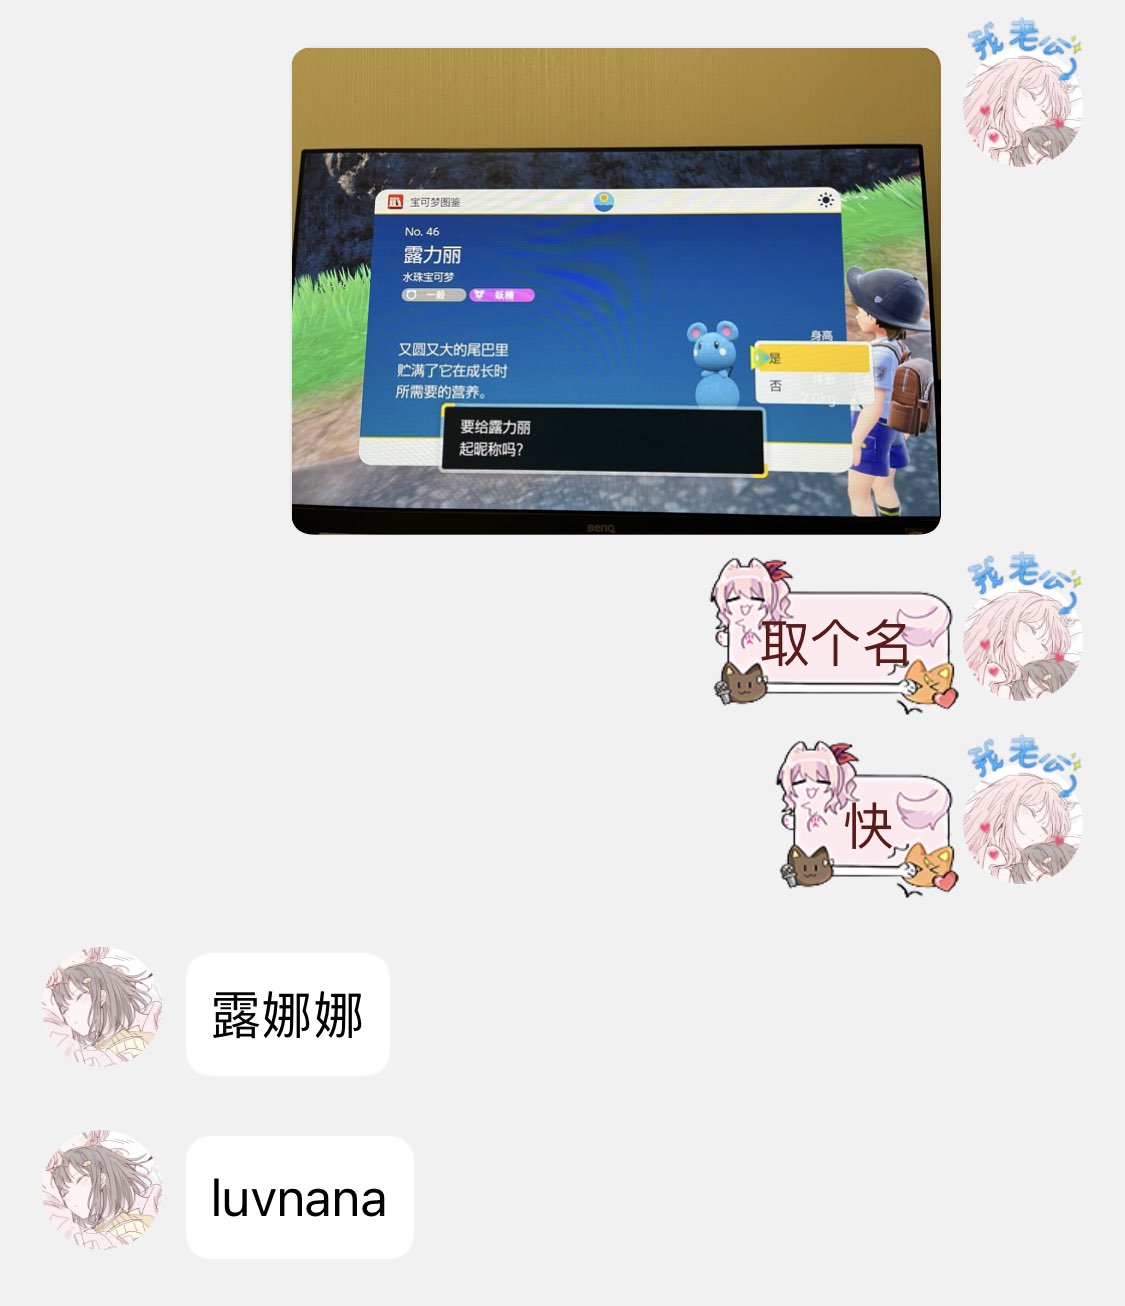 我老公
宝可梦图鉴
No. 46
露力丽
水珠宝可梦
一般 妖精
身高
是
又圆又大的尾巴里
贮满了它在成长时
所需要的营养。
否
2.0kg
要给露力丽
起昵称吗?
BenQ
我老公
取个名
我老公
快
露娜娜
luvnana